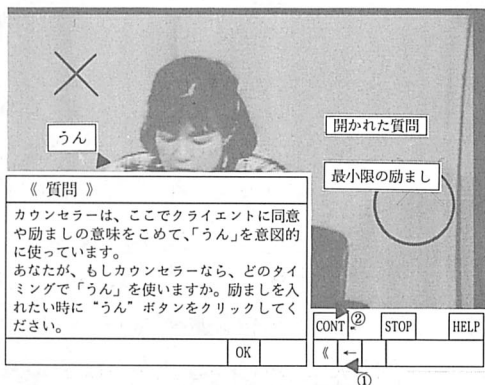 うん
開かれた質問
最小限の励まし
《 質問 》
カウンセラーは、ここでクライエントに同意
や励ましの意味をこめて、「うん」を意図的
に使っています。
あなたが、もしカウンセラーなら、どのタイ
ミングで「うん」を使いますか。励ましを入
れたい時に“うん”ボタンをクリックしてく
ださい。
OK
CONT ② STOP HELP
《 ←
①